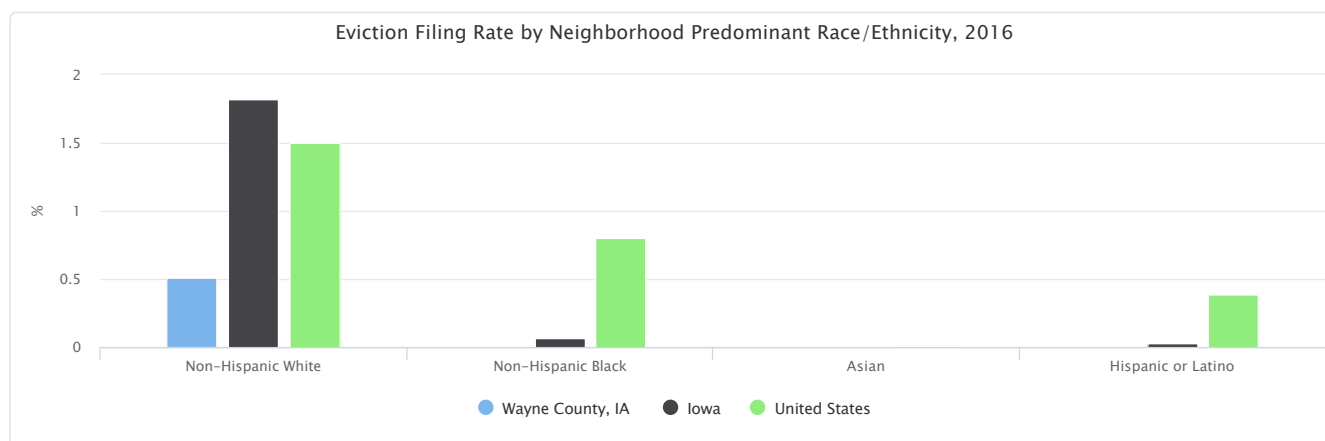 Eviction Filing Rate by Neighborhood Predominant Race/Ethnicity, 2016
2
1.5
%
1
0.5
0
Non-Hispanic White Non-Hispanic Black Asian Hispanic or Latino
Wayne County, IA Iowa United States